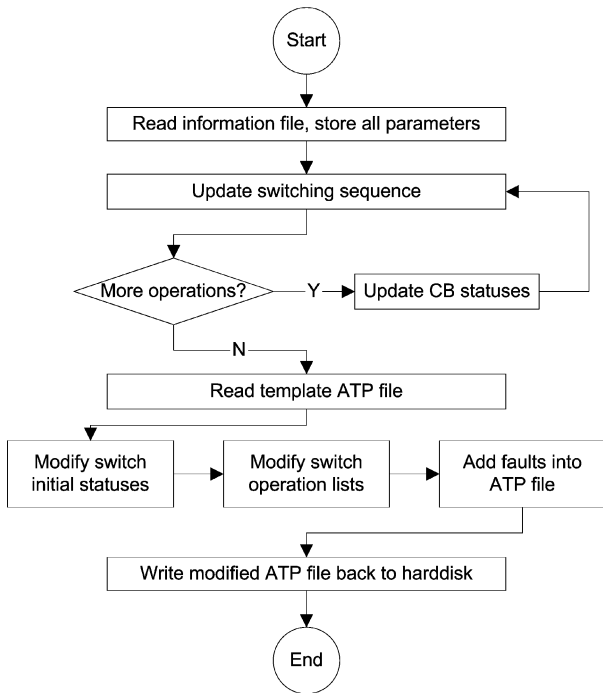 Start
Read information file, store all parameters
Update switching sequence
More operations?
Y
Update CB statuses
N
Read template ATP file
Modify switch
initial statuses
Modify switch
operation lists
Add faults into
ATP file
Write modified ATP file back to harddisk
End